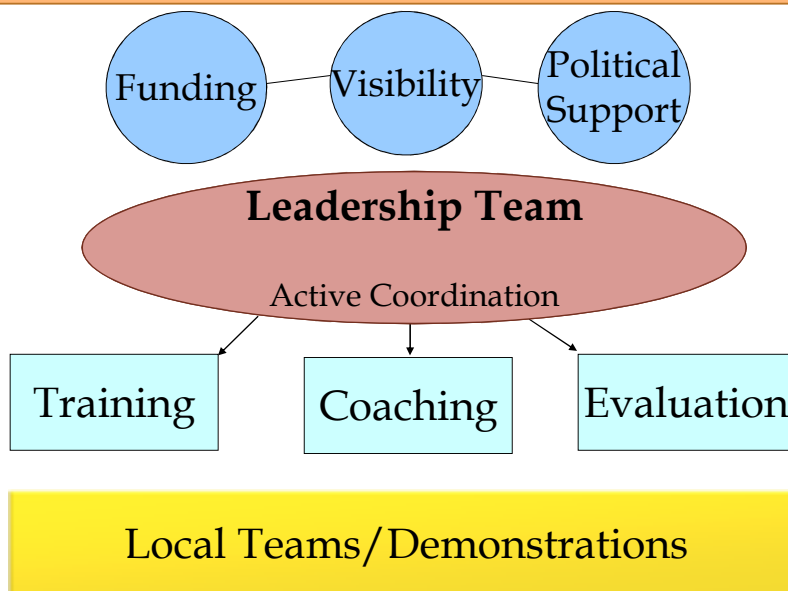 Funding
Visibility
Political
Support
Leadership Team
Active Coordination
Training
Coaching
Evaluation
Local Teams/Demonstrations